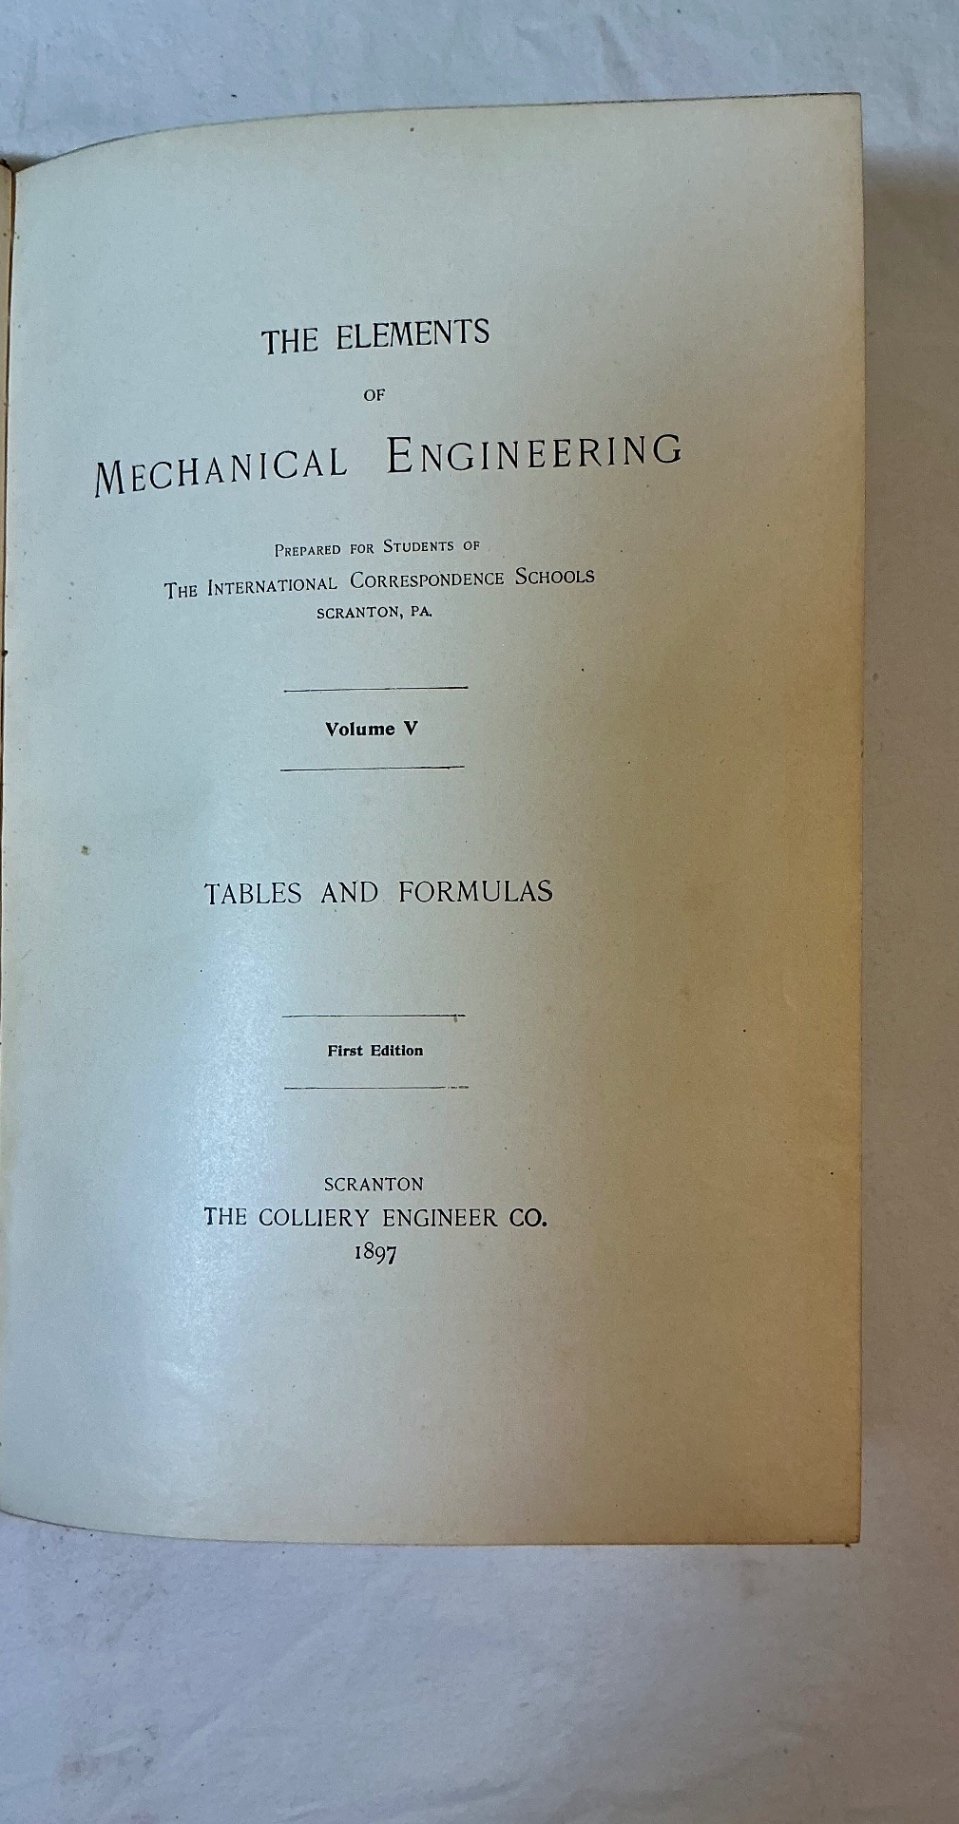 THE ELEMENTS
OF
MECHANICAL ENGINEERING
PREPARED FOR STUDENTS OF
THE INTERNATIONAL CORRESPONDENCE SCHOOLS
SCRANTON, PA.
Volume V
TABLES AND FORMULAS
First Edition
SCRANTON
THE COLLIERY ENGINEER CO.
1897